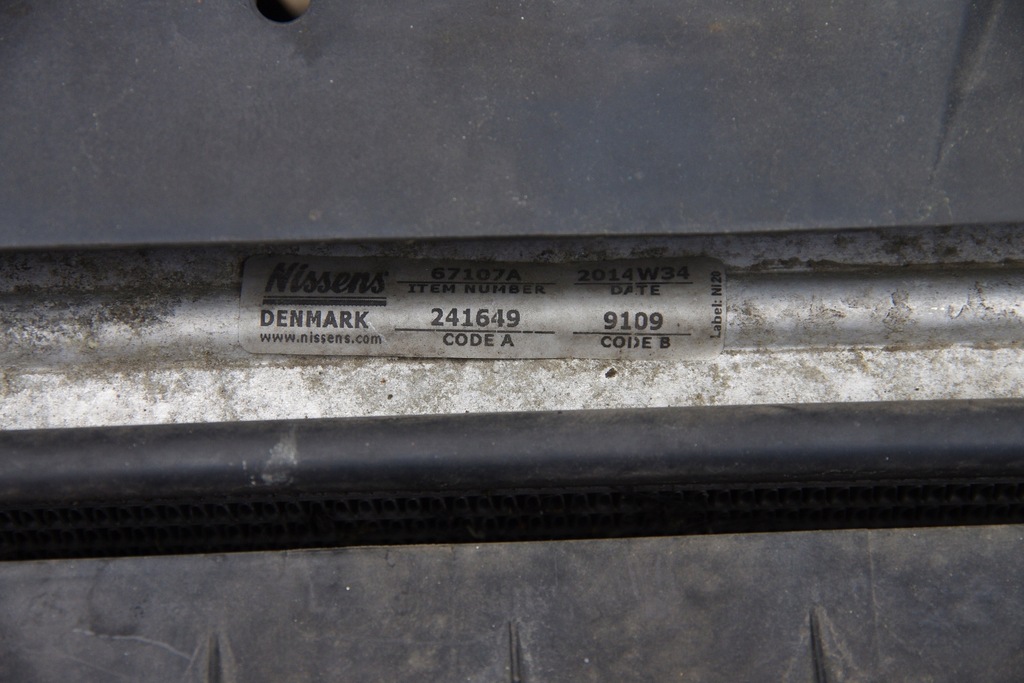 Nissens
DENMARK
www.nissens.com
67107A
ITEM NUMBER
2014W34
DATE
241649
CODE A
9109
CODE B
Label: NI20